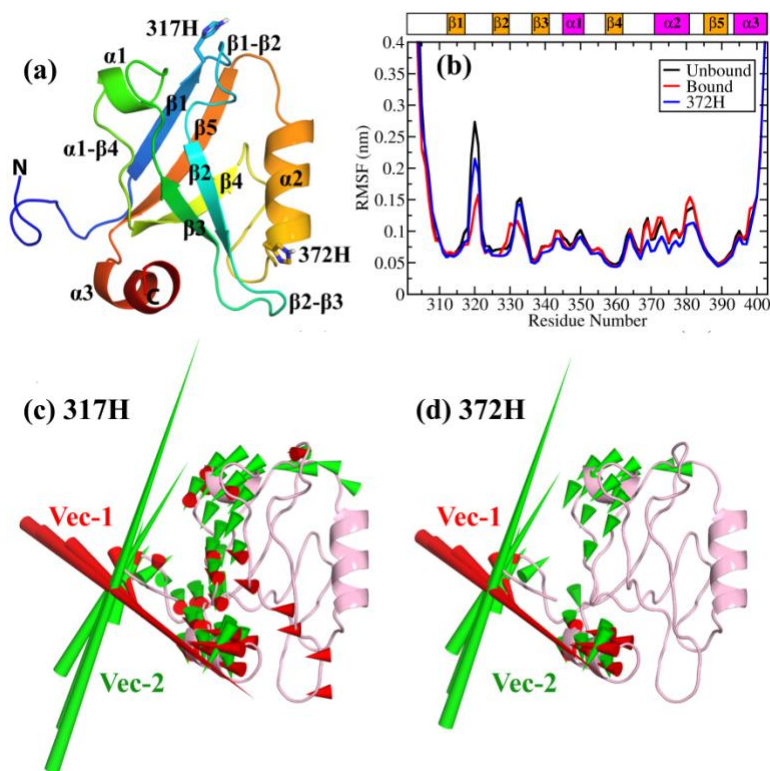 (a)
317H
β1-β2
α1
β1
α1-β4
β5
N
β2
β4
α2
β3
372H
α3
C
β2-β3
β1 β2 β3 α1 β4 α2 β5 α3
(b)
Unbound
Bound
372H
0.4
0.35
0.3
0.25
0.2
0.15
0.1
0.05
0
RMSF (nm)
310 320 330 340 350 360 370 380 390 400
Residue Number
(c) 317H
Vec-1
Vec-2
(d) 372H
Vec-1
Vec-2